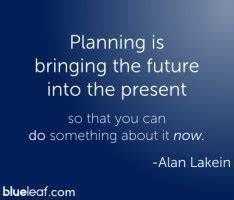 Planning is
bringing the future
into the present
so that you can
do something about it now.
-Alan Lakein
blueleaf.com